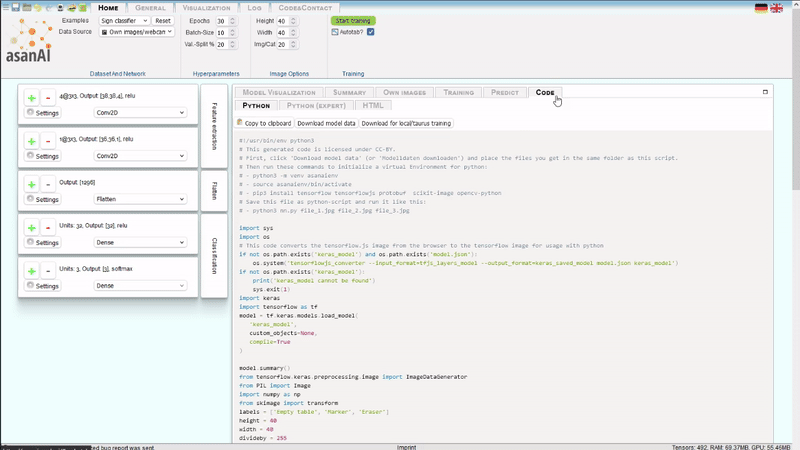 Home General Visualization Log Codes&Contact
Examples Sign classifier Reset
Data Source Own images/webcam
Dataset And Network
Epochs 30
Batch-Size 10
Val.-Split % 20
Hyperparameters
Height 40
Width 40
Img/Cat 20
Image Options
Start training
Autotab?
Training
asanAI
4@3x3, Output: [38,38,4], relu
Settings Conv2D
1@3x3, Output: [36,36,1], relu
Settings Conv2D
Feature extraction
Output: [1296]
Settings Flatten
Flatten
Units: 32, Output: [32], relu
Settings Dense
Units: 3, Output: [3], softmax
Settings Dense
Classification
Model Visualization Summary Own images Training Predict Code
Python Python (expert) HTML
Copy to clipboard Download model data Download for local/taurus training
#!/usr/bin/env python3
# This generated code is licensed under CC-BY.
# First, click 'Download model data' (or 'Modelldaten downloaden') and place the files you get in the same folder as this script.
# Then run these commands to initialize a virtual Environment for python:
# - python3 -m venv asanaienv
# - source asanaienv/bin/activate
# - pip3 install tensorflow tensorflowjs protobuf scikit-image opencv-python
# Save this file as python-script and run it like this:
# - python3 nn.py file_1.jpg file_2.jpg file_3.jpg
import sys
import os
# This code converts the tensorflow.js image from the browser to the tensorflow image for usage with python
if not os.path.exists('keras_model') and os.path.exists('model.json'):
os.system('tensorflowjs_converter --input_format=tfjs_layers_model --output_format=keras_saved_model model.json keras_model')
if not os.path.exists('keras_model'):
print('keras_model cannot be found')
sys.exit(1)
import keras
import tensorflow as tf
model = tf.keras.models.load_model(
'keras_model',
custom_objects=None,
compile=True
)
model.summary()
from tensorflow.keras.preprocessing.image import ImageDataGenerator
from PIL import Image
import numpy as np
from skimage import transform
labels = ['Empty table', 'Marker', 'Eraser']
height = 40
width = 40
divideby = 255
bug report was sent.
Imprint
Tensors: 492, RAM: 69.37MB, GPU: 55.46MB